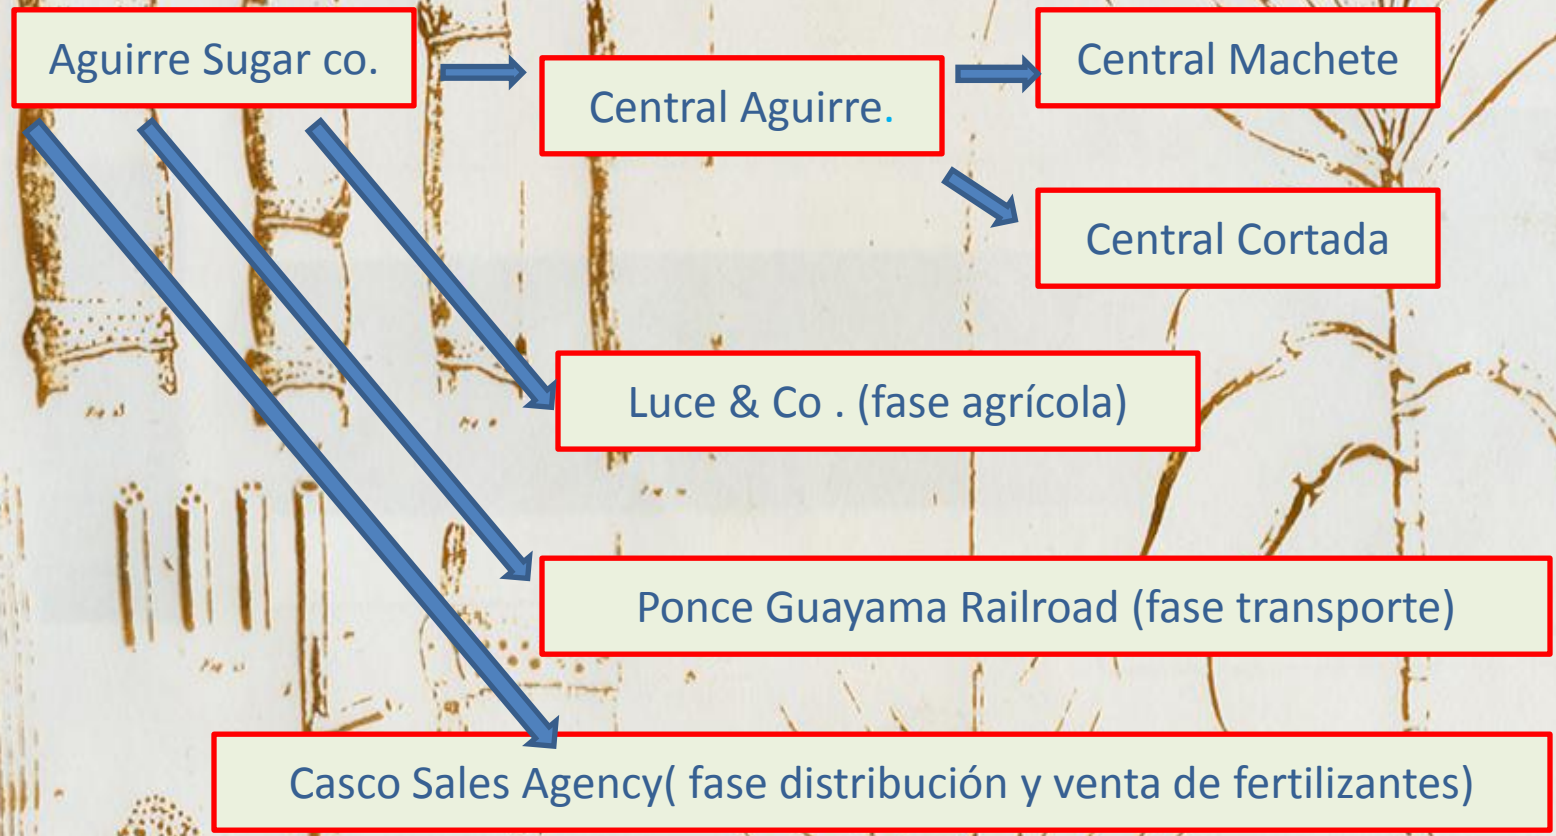 Aguirre Sugar co.
Central Aguirre.
Central Machete
Central Cortada
Luce & Co . (fase agrícola)
Ponce Guayama Railroad (fase transporte)
Casco Sales Agency( fase distribución y venta de fertilizantes)